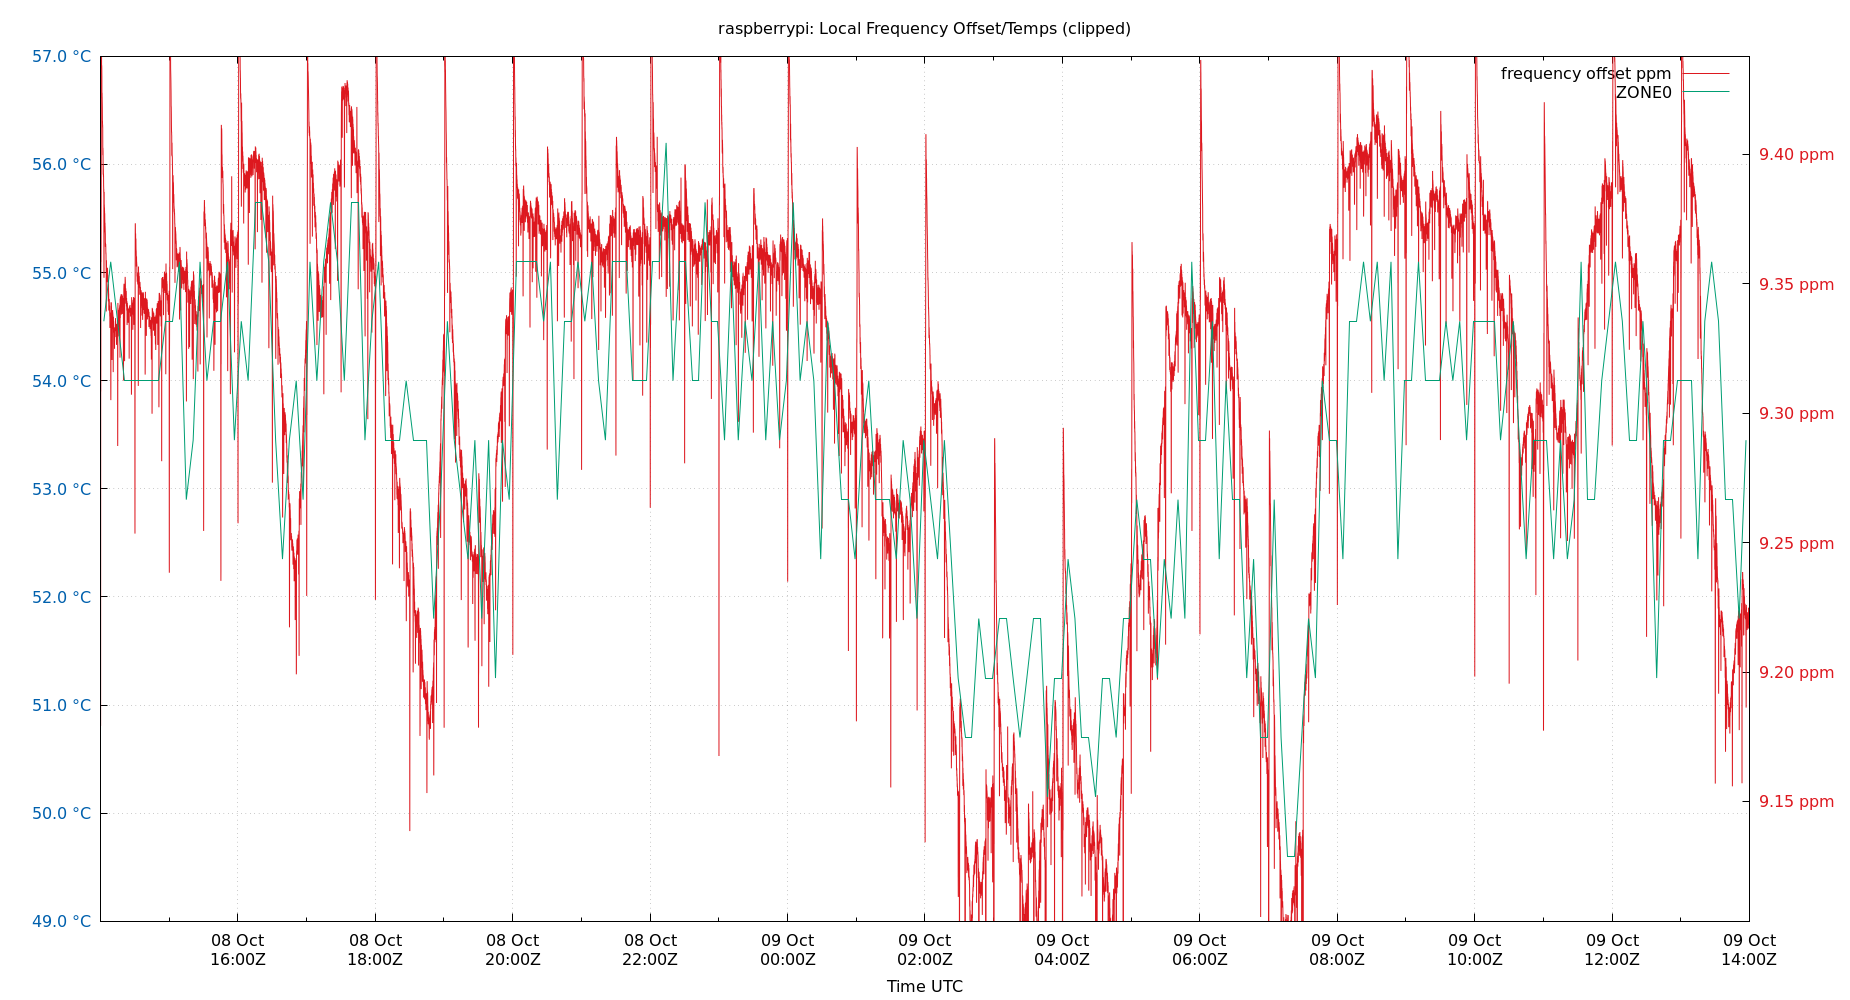 raspberrypi: Local Frequency Offset/Temps (clipped)
57.0 °C
56.0 °C
55.0 °C
54.0 °C
53.0 °C
52.0 °C
51.0 °C
50.0 °C
49.0 °C
frequency offset ppm
ZONE0
9.40 ppm
9.35 ppm
9.30 ppm
9.25 ppm
9.20 ppm
9.15 ppm
08 Oct 08 Oct 08 Oct 08 Oct 09 Oct 09 Oct 09 Oct 09 Oct 09 Oct 09 Oct 09 Oct 09 Oct
16:00Z 18:00Z 20:00Z 22:00Z 00:00Z 02:00Z 04:00Z 06:00Z 08:00Z 10:00Z 12:00Z 14:00Z
Time UTC